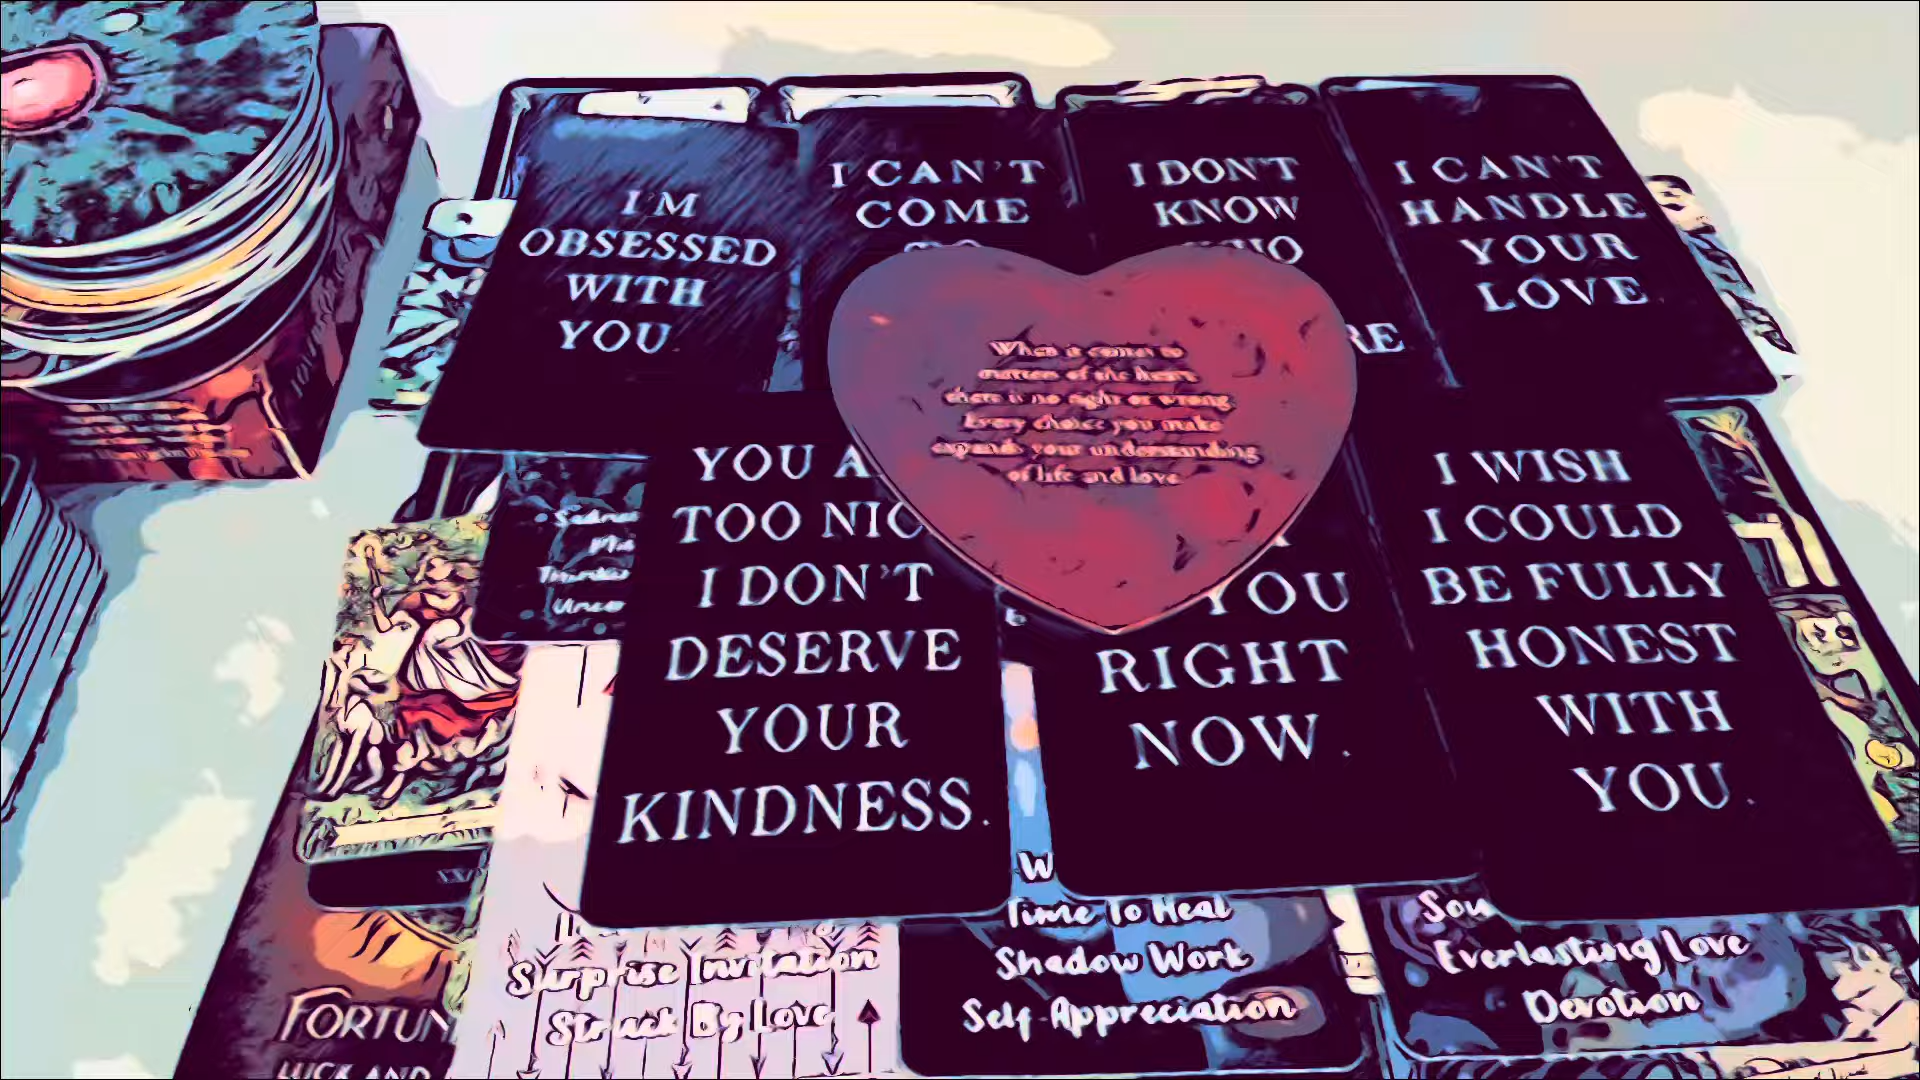 I'M
OBSESSED
WITH
YOU
I CAN'T
COME
I DON'T
KNOW
I CAN'T
HANDLE
YOUR
LOVE.
When it comes to
matters of the heart
there is no right or wrong.
Every choice you make
expands your understanding
of life and love.
YOU
TOO
I DON'T
DESERVE
YOUR
KINDNESS.
YOU
RIGHT
NOW.
I WISH
I COULD
BE FULLY
HONEST
WITH
YOU.
Surprise Invitation
Struck By Love
Time To Heal
Shadow Work
Self-Appreciation
Everlasting Love
Devotion
LUCK AND